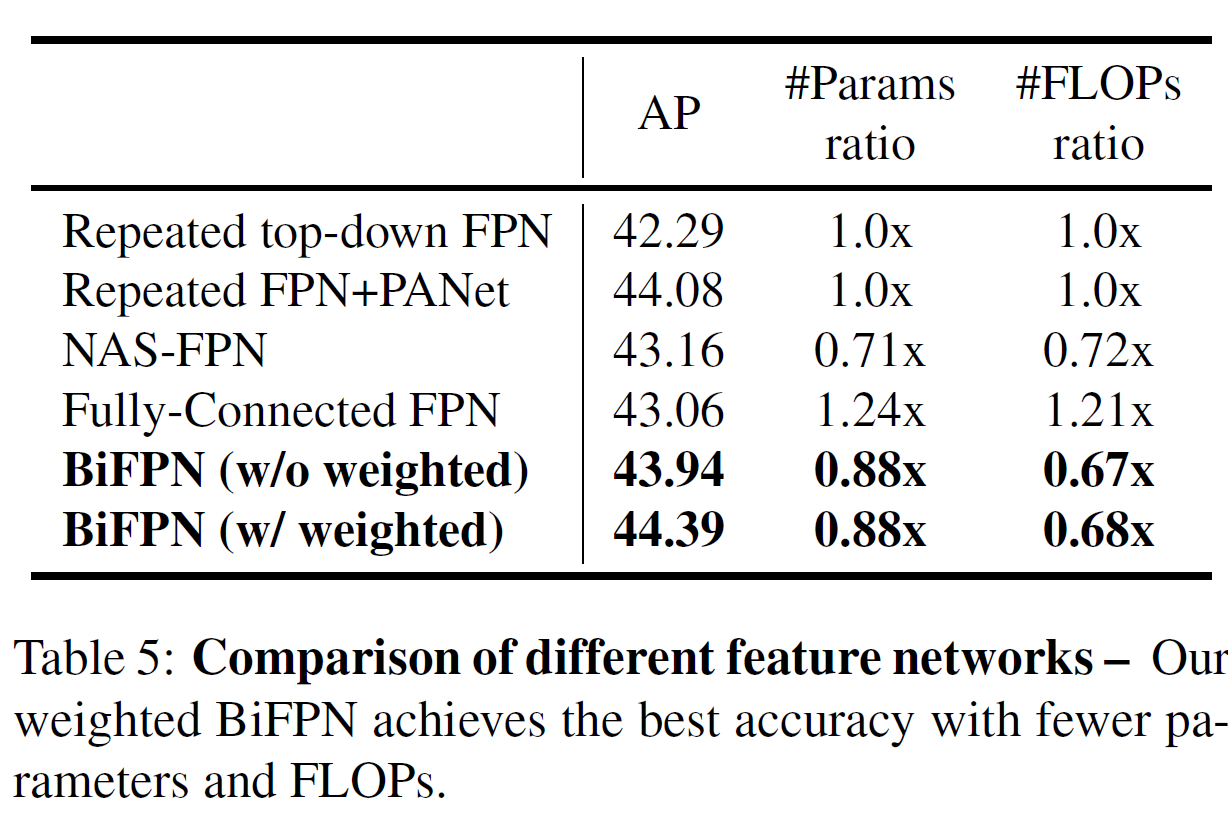 AP #Params ratio #FLOPs ratio
Repeated top-down FPN 42.29 1.0x 1.0x
Repeated FPN+PANet 44.08 1.0x 1.0x
NAS-FPN 43.16 0.71x 0.72x
Fully-Connected FPN 43.06 1.24x 1.21x
BiFPN (w/o weighted) 43.94 0.88x 0.67x
BiFPN (w/ weighted) 44.39 0.88x 0.68x
Table 5: Comparison of different feature networks – Our
weighted BiFPN achieves the best accuracy with fewer pa-
rameters and FLOPs.